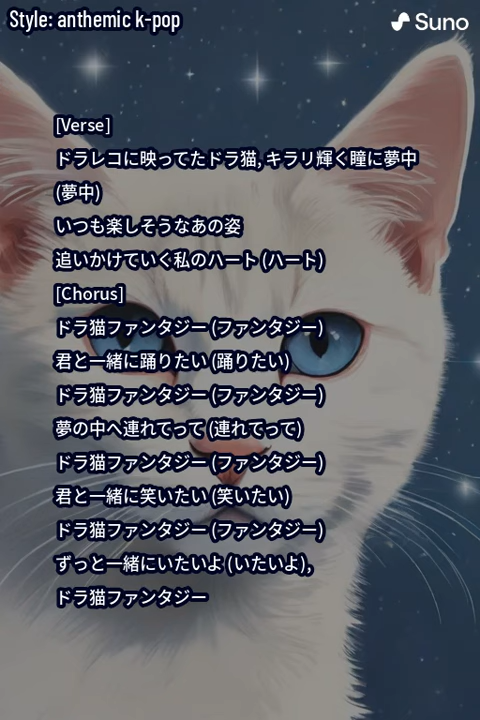 Style: anthemic k-pop
Suno
[Verse]
ドラレコに映ってたドラ猫, キラリ輝く瞳に夢中
(夢中)
いつも楽しそうなあの姿
追いかけていく私のハート (ハート)
[Chorus]
ドラ猫ファンタジー (ファンタジー)
君と一緒に踊りたい (踊りたい)
ドラ猫ファンタジー (ファンタジー)
夢の中へ連れてって (連れてって)
ドラ猫ファンタジー (ファンタジー)
君と一緒に笑いたい (笑いたい)
ドラ猫ファンタジー (ファンタジー)
ずっと一緒にいたいよ (いたいよ),
ドラ猫ファンタジー